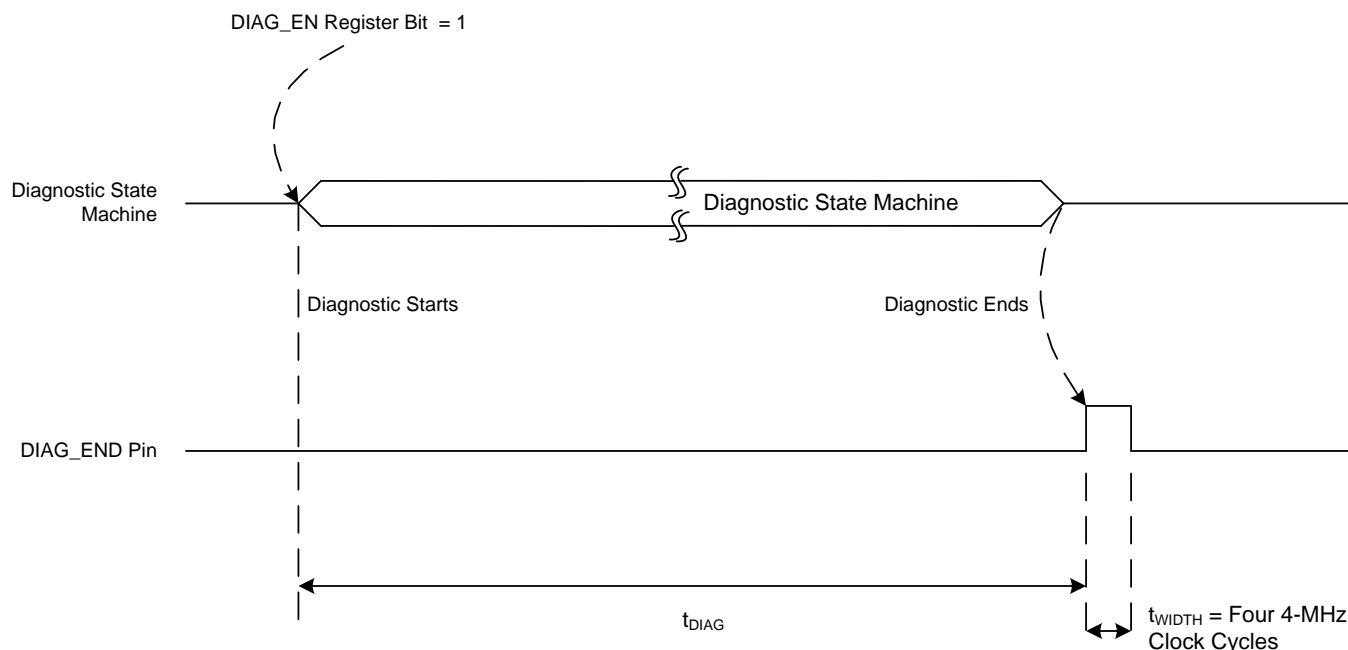 DIAG_EN Register Bit = 1
Diagnostic State
Machine
Diagnostic State Machine
Diagnostic Starts
Diagnostic Ends
DIAG_END Pin
tDIAG
tWIDTH = Four 4-MHz
Clock Cycles